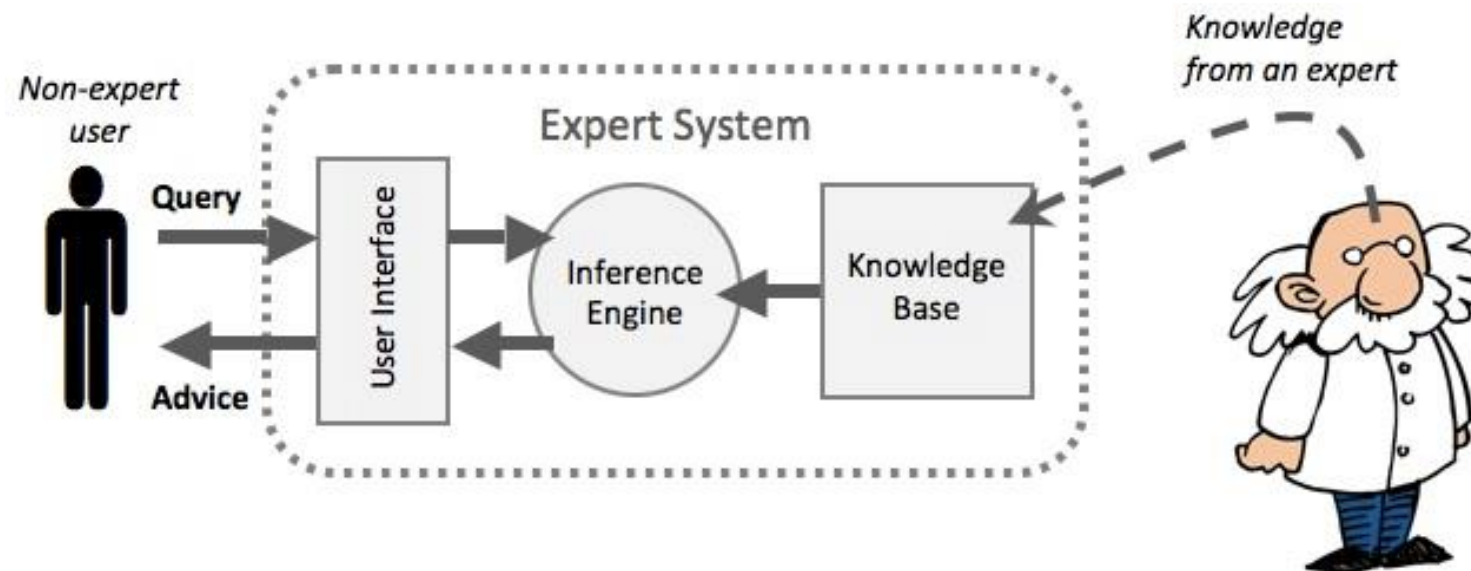 Knowledge
from an expert
Non-expert
user
Expert System
Query
User Interface
Inference
Engine
Knowledge
Base
Advice